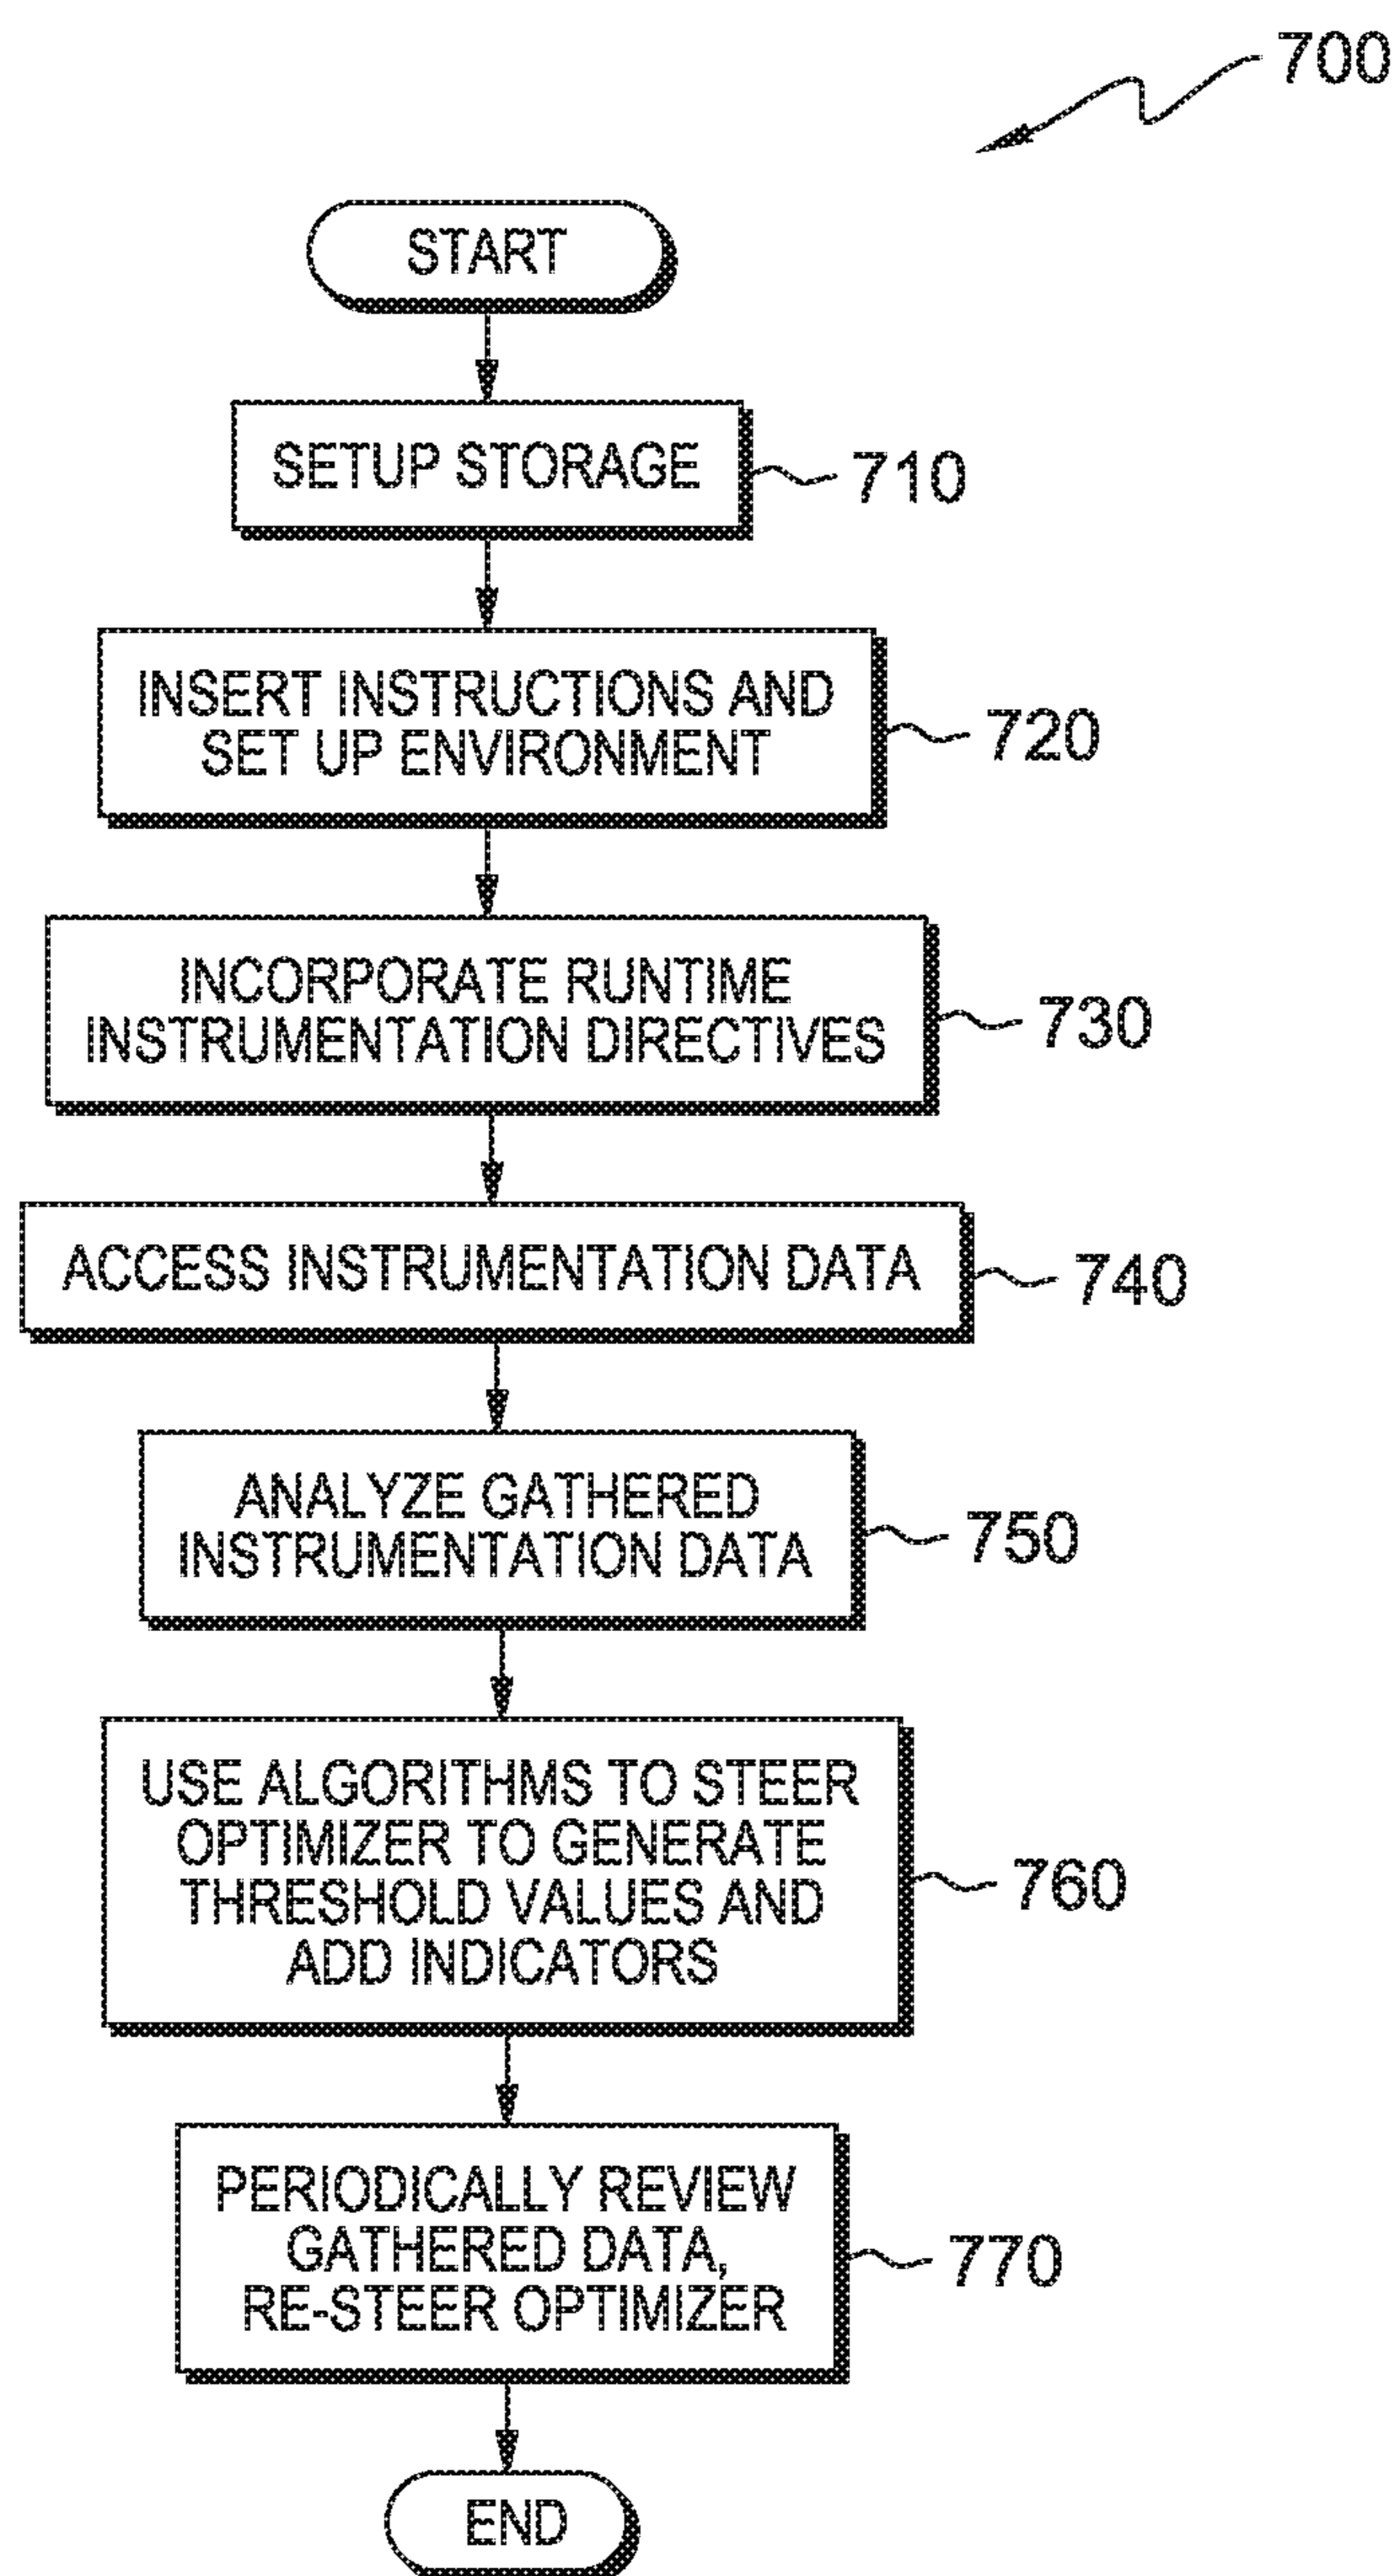 700
START
SETUP STORAGE
710
INSERT INSTRUCTIONS AND
SET UP ENVIRONMENT
720
INCORPORATE RUNTIME
INSTRUMENTATION DIRECTIVES
730
ACCESS INSTRUMENTATION DATA
740
ANALYZE GATHERED
INSTRUMENTATION DATA
750
USE ALGORITHMS TO STEER
OPTIMIZER TO GENERATE
THRESHOLD VALUES AND
ADD INDICATORS
760
PERIODICALLY REVIEW
GATHERED DATA,
RE-STEER OPTIMIZER
770
END